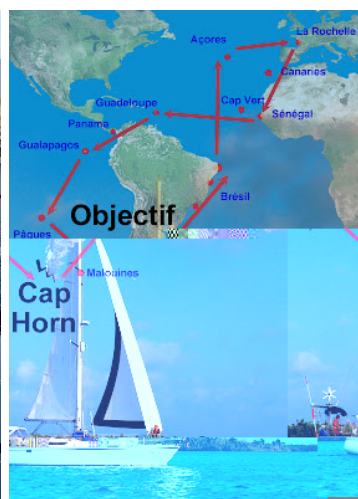 La Rochelle
Açores
Canaries
Guadeloupe
Cap Vert
Panama
Sénégal
Gualapagos
Brésil
Objectif
Pâques
Malouines
Cap
Horn